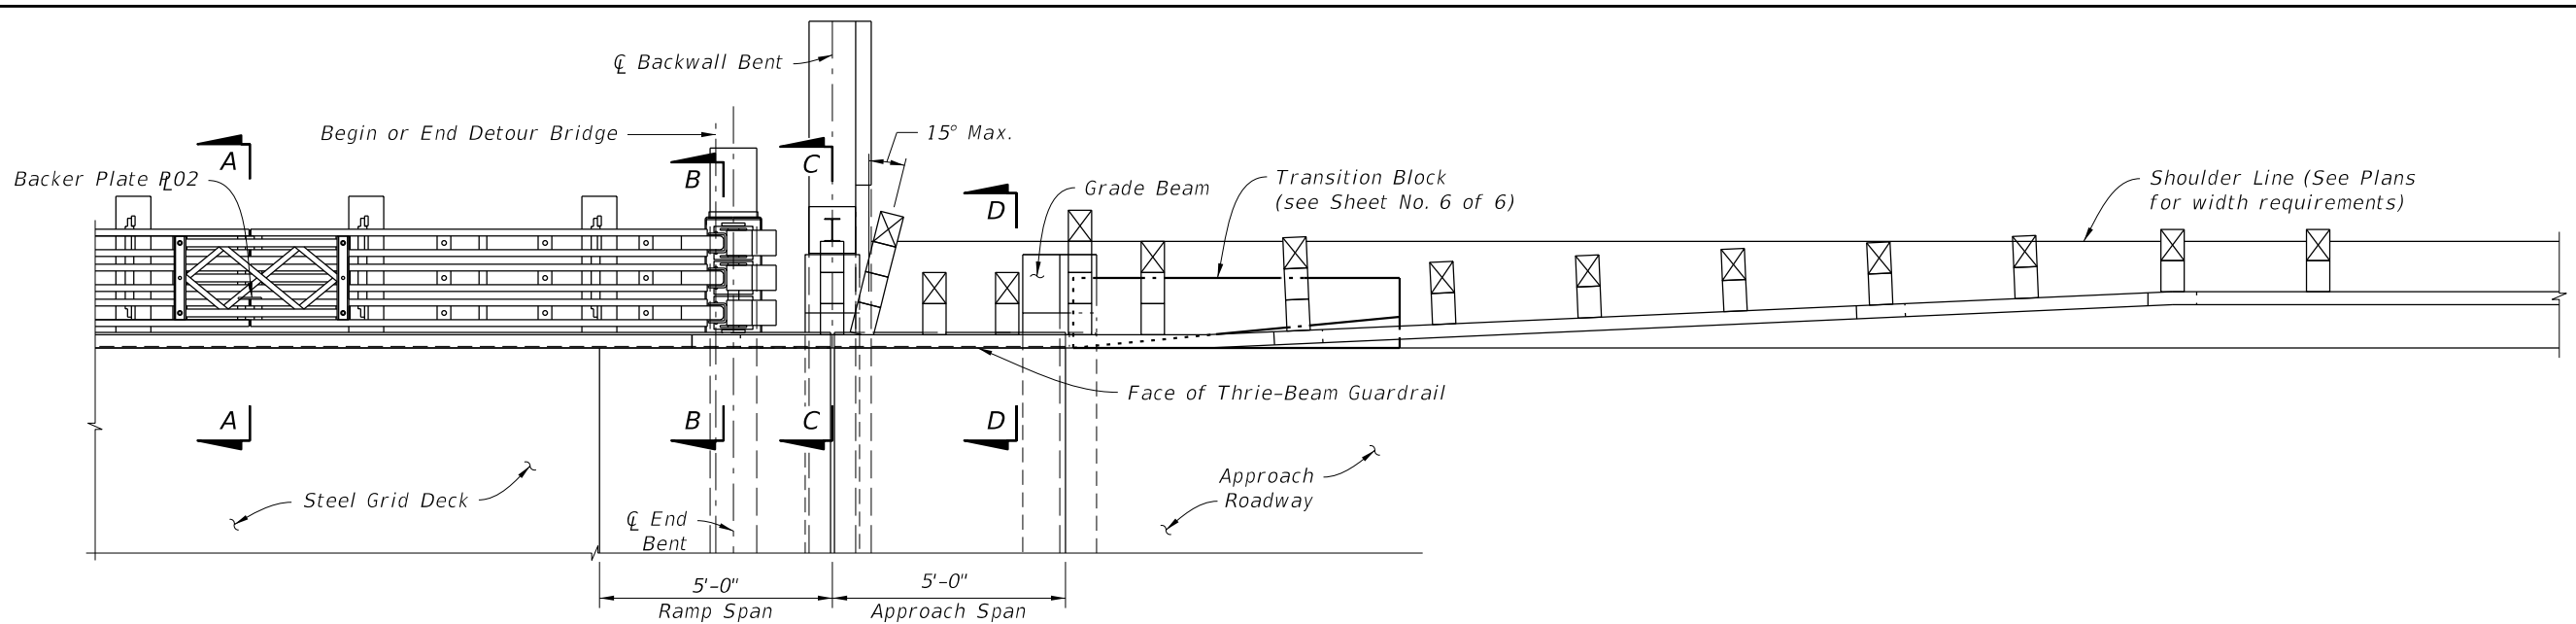 ℄ Backwall Bent
Begin or End Detour Bridge
15° Max.
A
B
C
D
Backer Plate P02
℄
Grade Beam
Transition Block
(see Sheet No. 6 of 6)
Shoulder Line (See Plans
for width requirements)
Face of Thrie-Beam Guardrail
A
B
C
D
Steel Grid Deck
℄ End
Bent
Approach
Roadway
5'-0"
Ramp Span
5'-0"
Approach Span